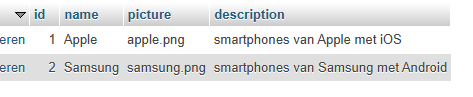 id name picture description
eren 1 Apple apple.png smartphones van Apple met iOS
eren 2 Samsung samsung.png smartphones van Samsung met Android